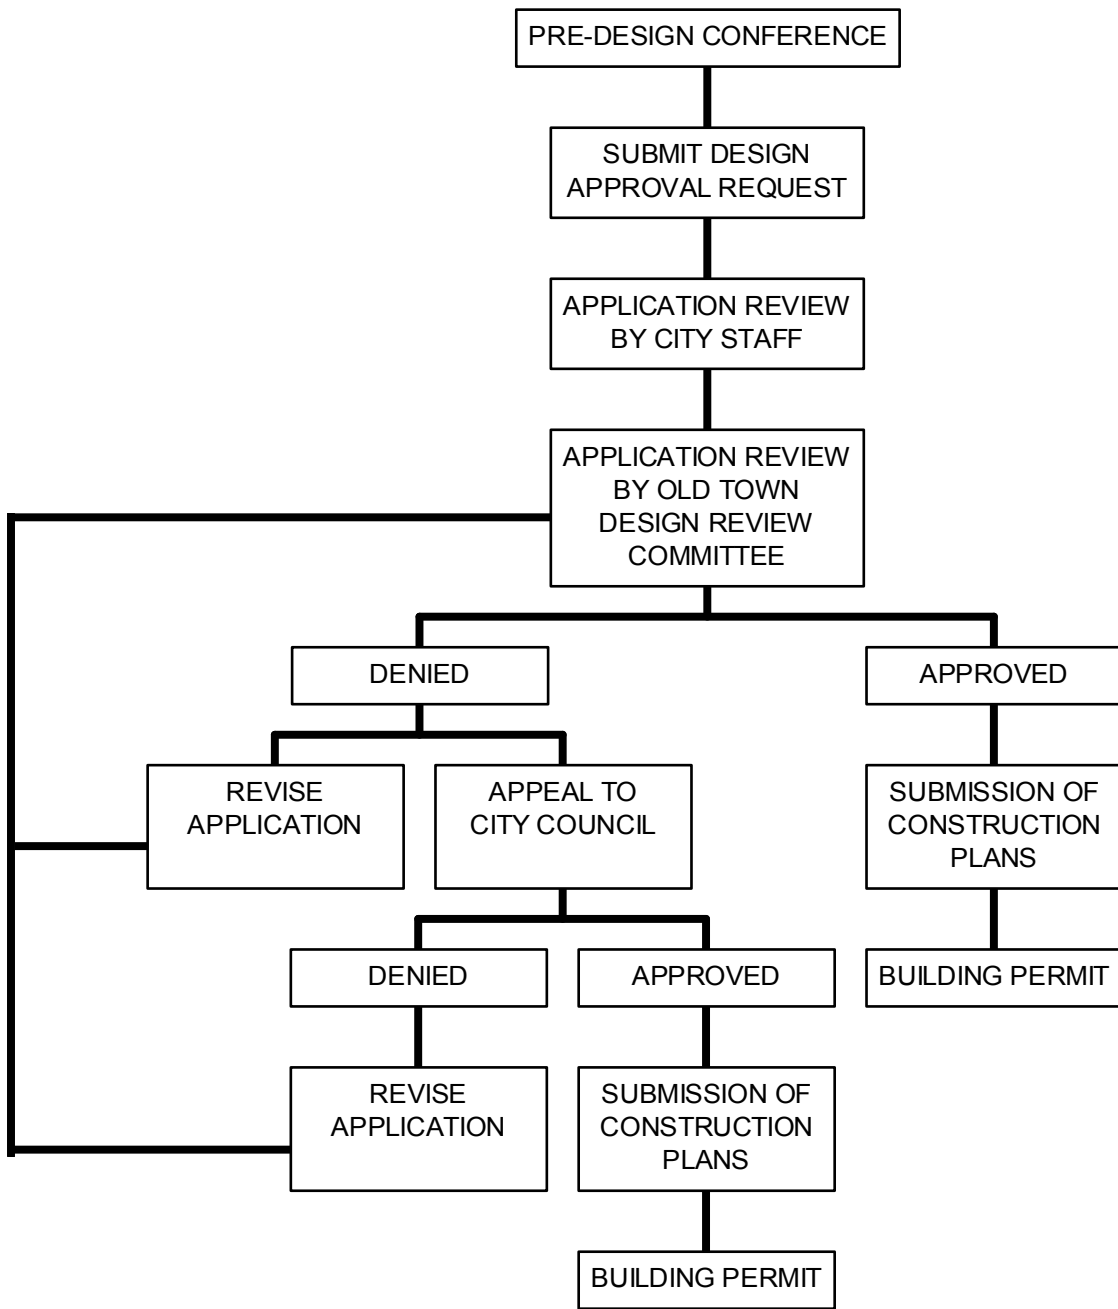 PRE-DESIGN CONFERENCE
SUBMIT DESIGN
APPROVAL REQUEST
APPLICATION REVIEW
BY CITY STAFF
APPLICATION REVIEW
BY OLD TOWN
DESIGN REVIEW
COMMITTEE
DENIED
APPROVED
REVISE
APPLICATION
APPEAL TO
CITY COUNCIL
SUBMISSION OF
CONSTRUCTION
PLANS
DENIED
APPROVED
BUILDING PERMIT
REVISE
APPLICATION
SUBMISSION OF
CONSTRUCTION
PLANS
BUILDING PERMIT